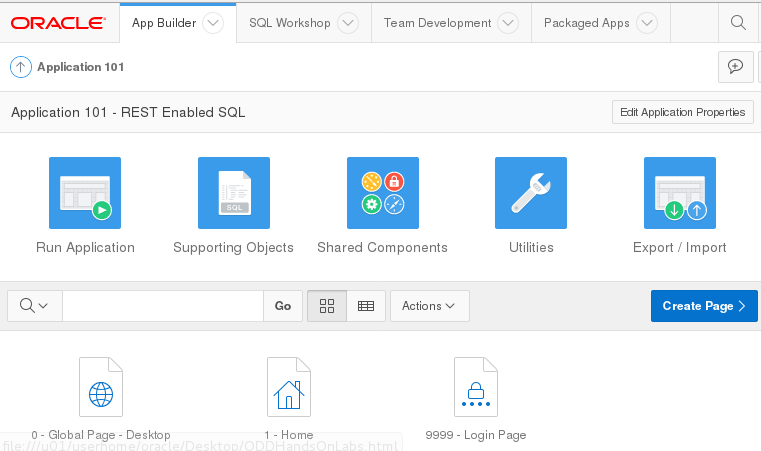 ORACLE
App Builder
SQL Workshop
Team Development
Packaged Apps
Application 101
Application 101 - REST Enabled SQL
Edit Application Properties
SQL
Run Application
Supporting Objects
Shared Components
Utilities
Export / Import
Go
Actions
Create Page
0 - Global Page - Desktop
1 - Home
9999 - Login Page
file:///u01/userhome/oracle/Desktop/ODDHandsOnLabs.html